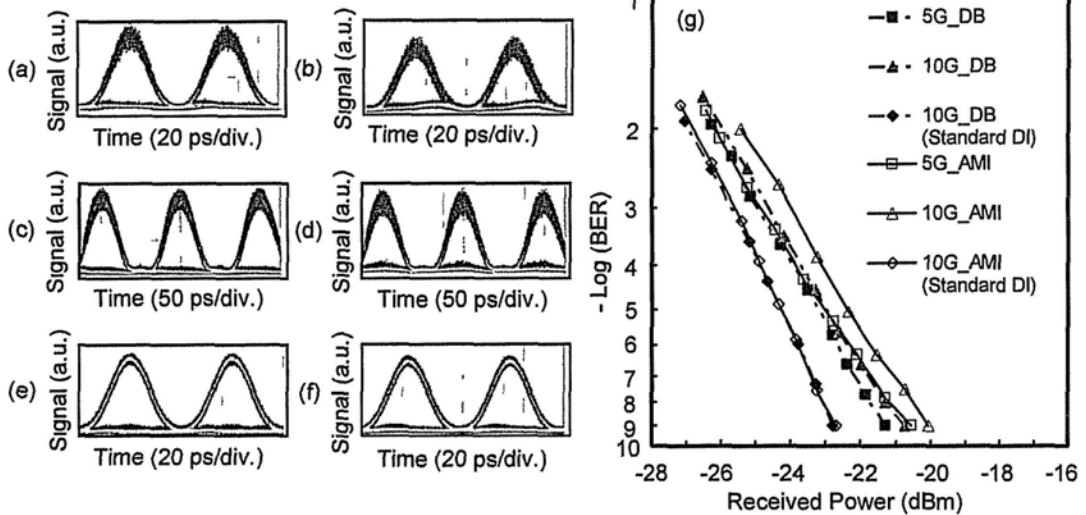 (a)
Signal (a.u.)
Time (20 ps/div.)
(b)
Signal (a.u.)
Time (20 ps/div.)
(c)
Signal (a.u.)
Time (50 ps/div.)
(d)
Signal (a.u.)
Time (50 ps/div.)
(e)
Signal (a.u.)
Time (20 ps/div.)
(f)
Signal (a.u.)
Time (20 ps/div.)
(g)
- Log (BER)
2
3
4
5
6
7
8
9
10
-28 -26 -24 -22 -20 -18 -16
Received Power (dBm)
5G_DB
10G_DB
10G_DB
(Standard DI)
5G_AMI
10G_AMI
10G_AMI
(Standard DI)